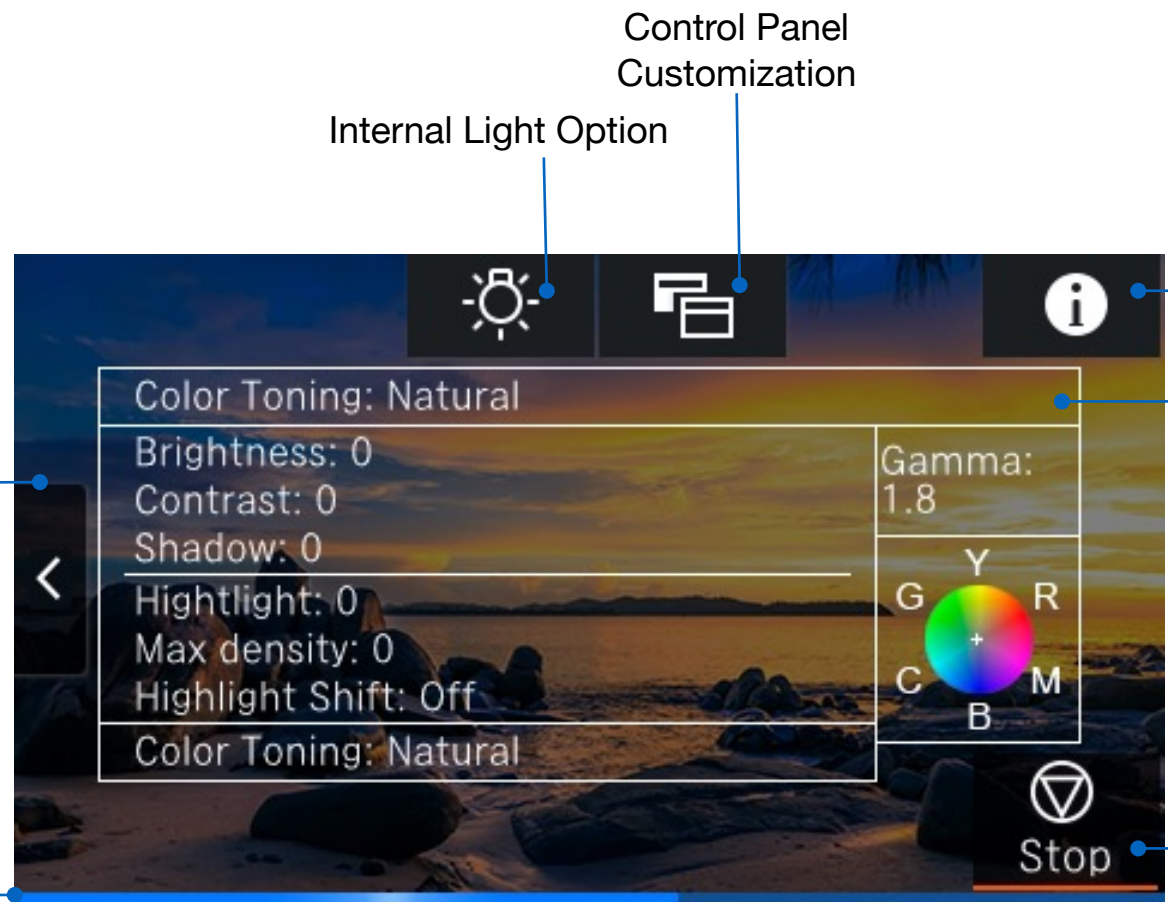 Control Panel
Customization
Internal Light Option
i
Color Toning: Natural
Brightness: 0
Contrast: 0
Shadow: 0
Hightlight: 0
Max density: 0
Highlight Shift: Off
Color Toning: Natural
Gamma:
1.8
Y
G R
C M
B
Stop